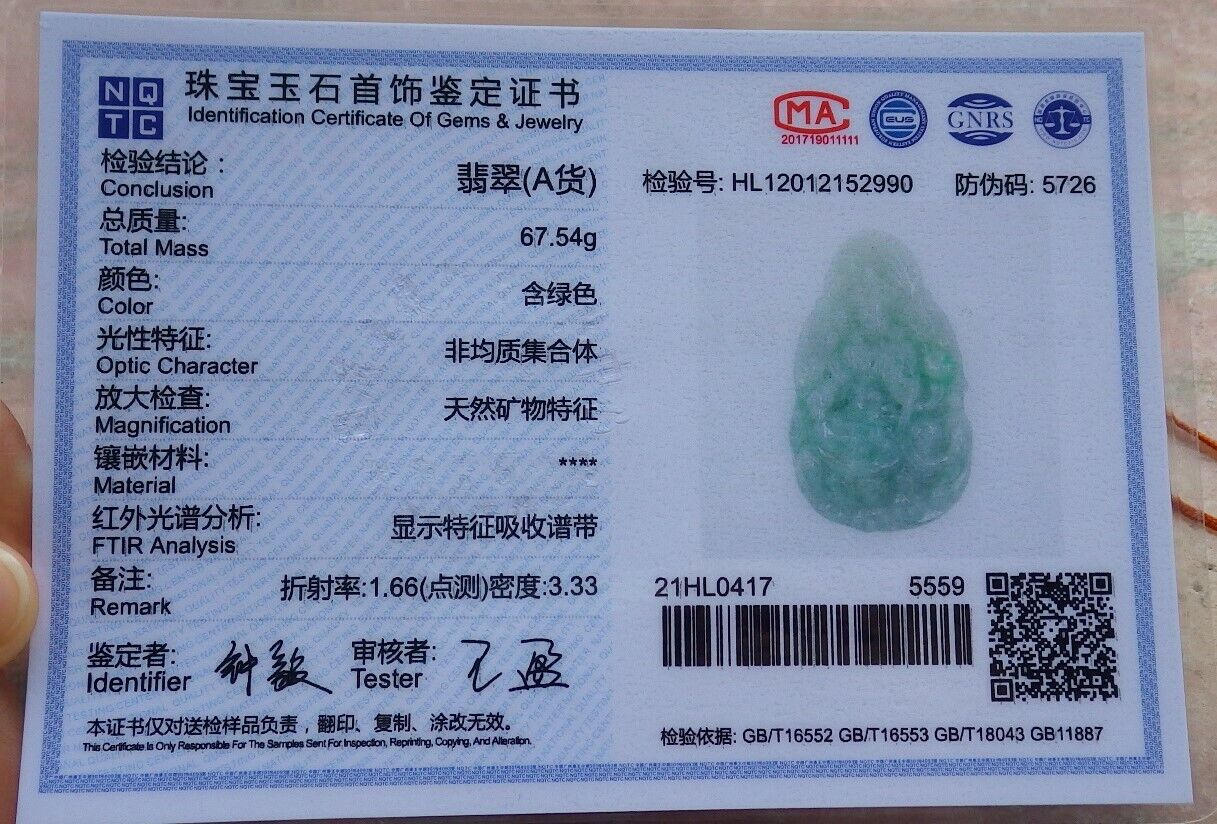 NQ
TC
珠宝玉石首饰鉴定证书
Identification Certificate Of Gems & Jewelry
检验结论：
Conclusion
翡翠(A货)
总质量:
Total Mass
67.54g
颜色:
Color
含绿色
光性特征:
Optic Character
非均质集合体
放大检查:
Magnification
天然矿物特征
镶嵌材料:
Material
****
红外光谱分析:
FTIR Analysis
显示特征吸收谱带
备注:
Remark
折射率:1.66(点测)密度:3.33
鉴定者:
Identifier
审核者:
Tester
王盈
本证书仅对送检样品负责，翻印、复制、涂改无效。
This Certificate Is Only Responsible For The Samples Sent For Inspection, Reprinting, Copying, And Alteration.
MA
201719011111
EUS
GNRS
检验号: HL12012152990 防伪码: 5726
21HL0417 5559
检验依据: GB/T16552 GB/T16553 GB/T18043 GB11887